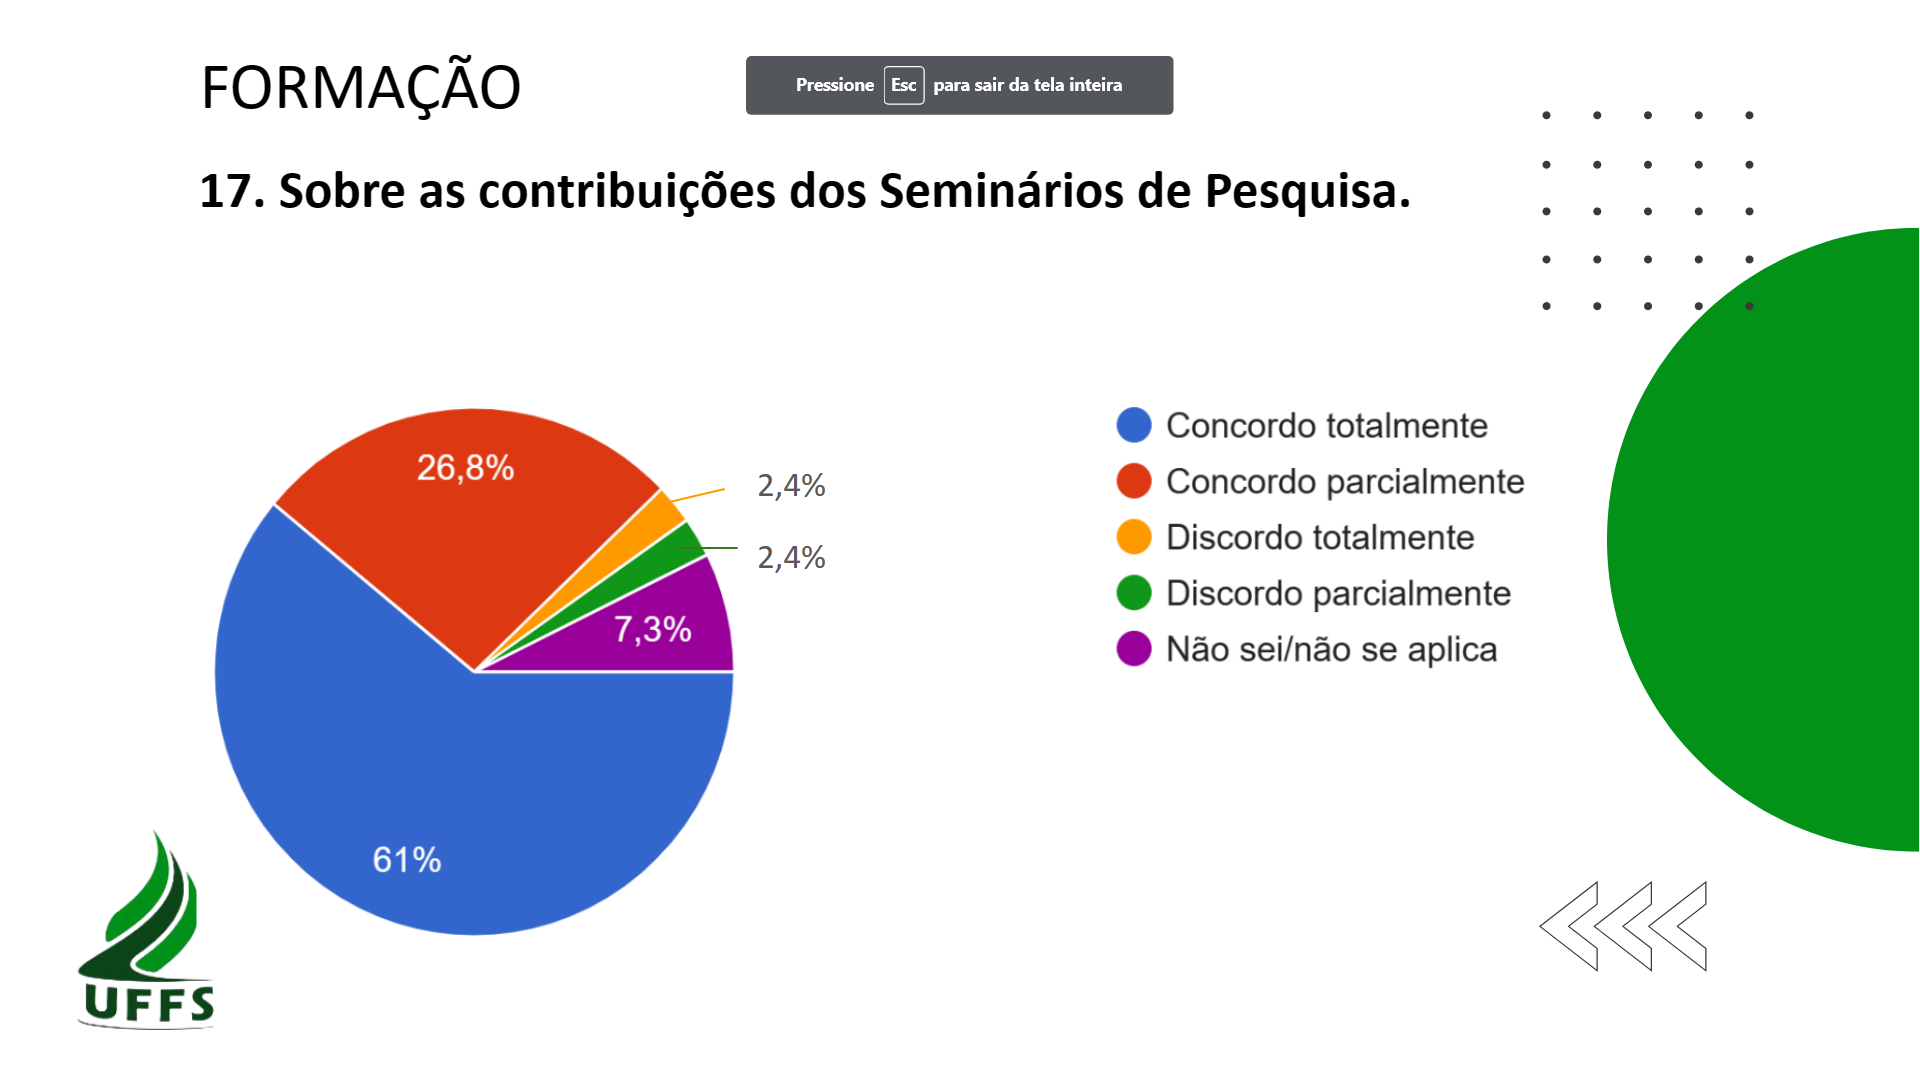 FORMAÇÃO
Pressione Esc para sair da tela inteira
17. Sobre as contribuições dos Seminários de Pesquisa.
26,8%
2,4%
2,4%
7,3%
61%
Concordo totalmente
Concordo parcialmente
Discordo totalmente
Discordo parcialmente
Não sei/não se aplica
UFFS